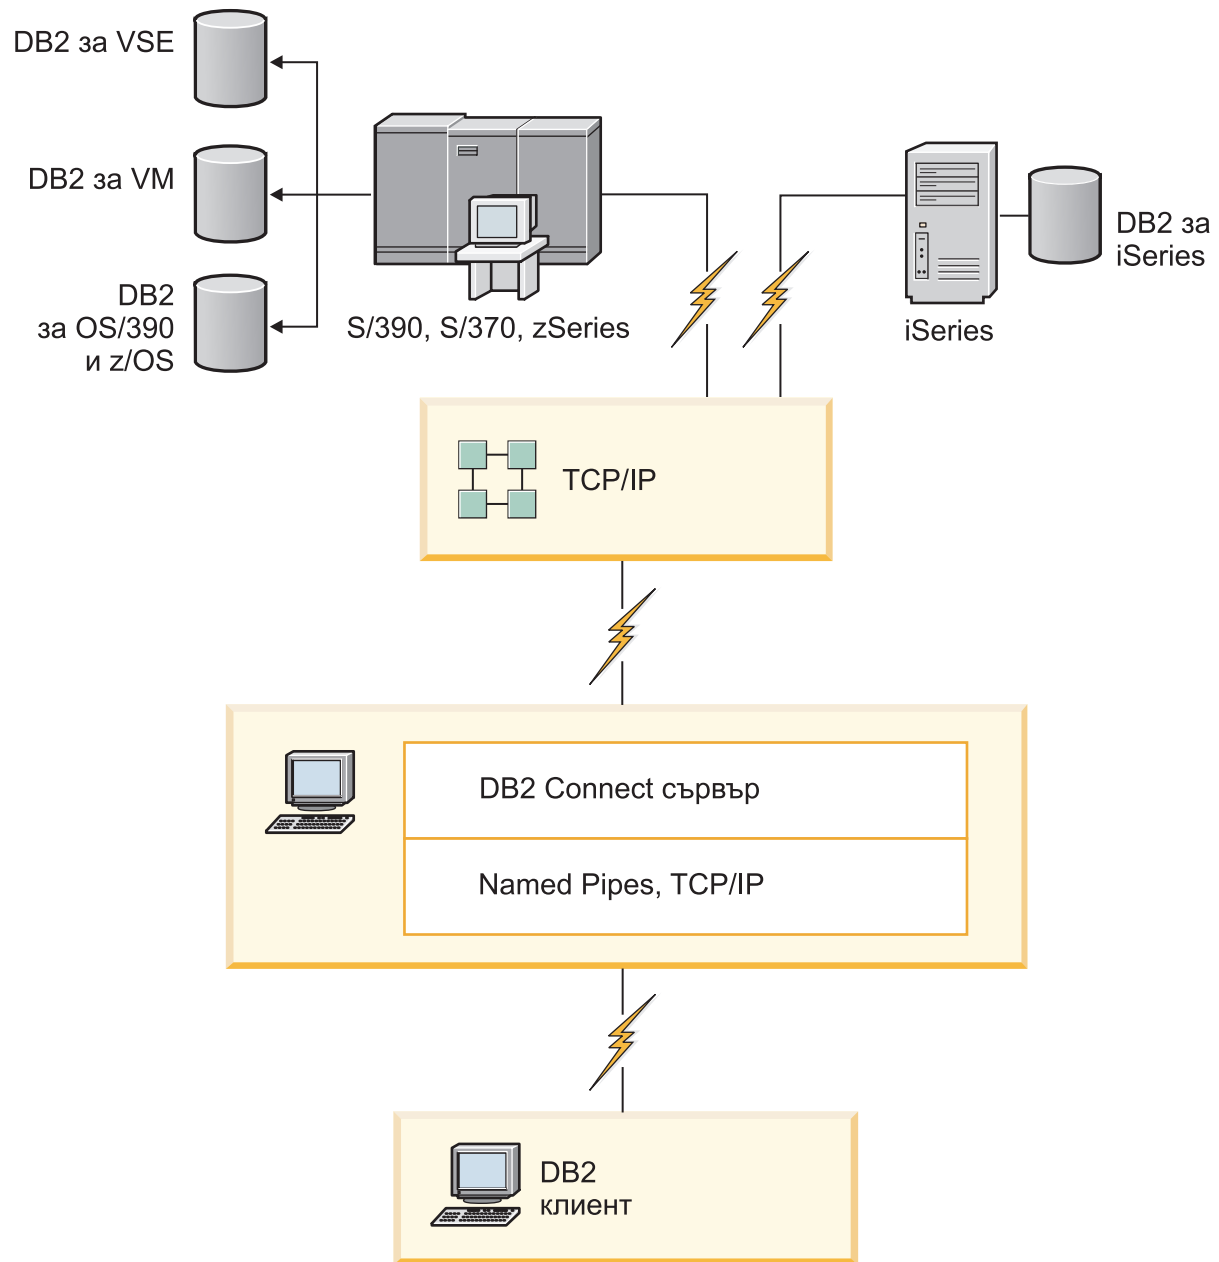 DB2 за VSE
DB2 за VM
DB2
за OS/390
и z/OS
S/390, S/370, zSeries
iSeries
DB2 за
iSeries
TCP/IP
DB2 Connect сървър
Named Pipes, TCP/IP
DB2
клиент